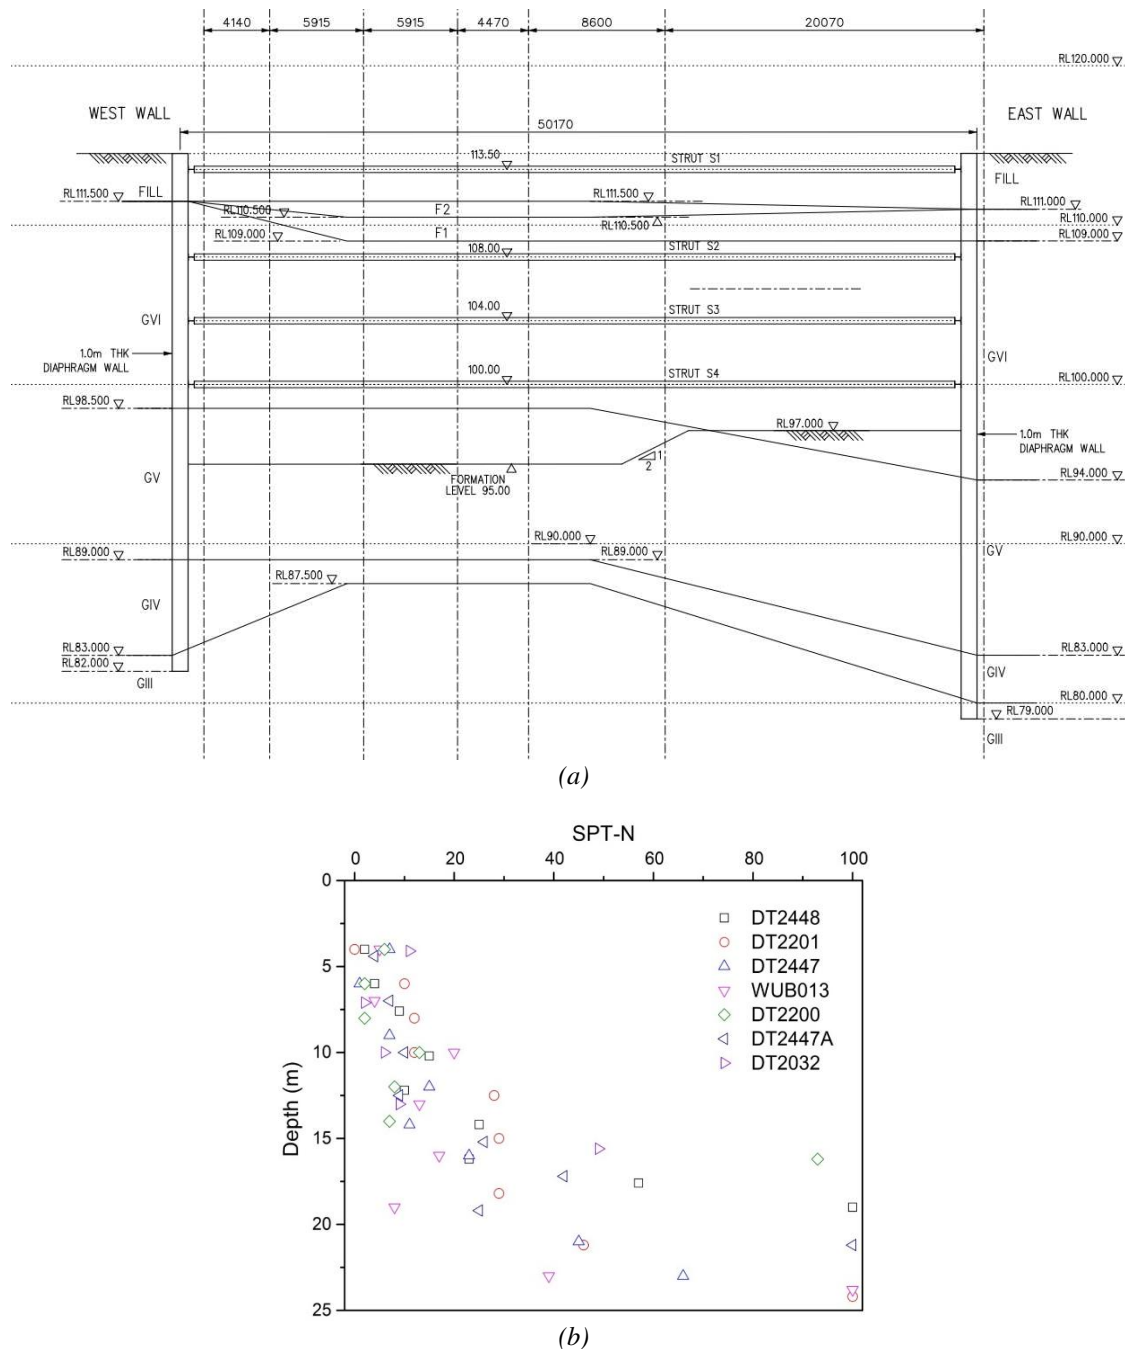 4140 5915 5915 4470 8600 20070
RL120.000
WEST WALL EAST WALL
50170
113.50 STRUT S1
FILL FILL
RL111.500 111.500 RL111.000
RL110.500 F2 RL110.500 RL110.000
RL109.000 F1 RL109.000
108.00 STRUT S2
104.00 STRUT S3
GVI
1.0m THK
DIAPHRAGM WALL
GVI
100.00 STRUT S4 RL100.000
RL98.500
RL97.000
1.0m THK
DIAPHRAGM WALL
1
2
GV
FORMATION
LEVEL 95.00
RL94.000
RL90.000 RL90.000
RL89.000 RL89.000 GV
RL87.500
GIV
RL83.000 RL83.000
RL82.000 GIV
GIII
RL80.000
RL79.000
GIII
(a)
SPT-N
0 20 40 60 80 100
0
5
10
15
20
25
Depth (m)
DT2448
DT2201
DT2447
WUB013
DT2200
DT2447A
DT2032
(b)